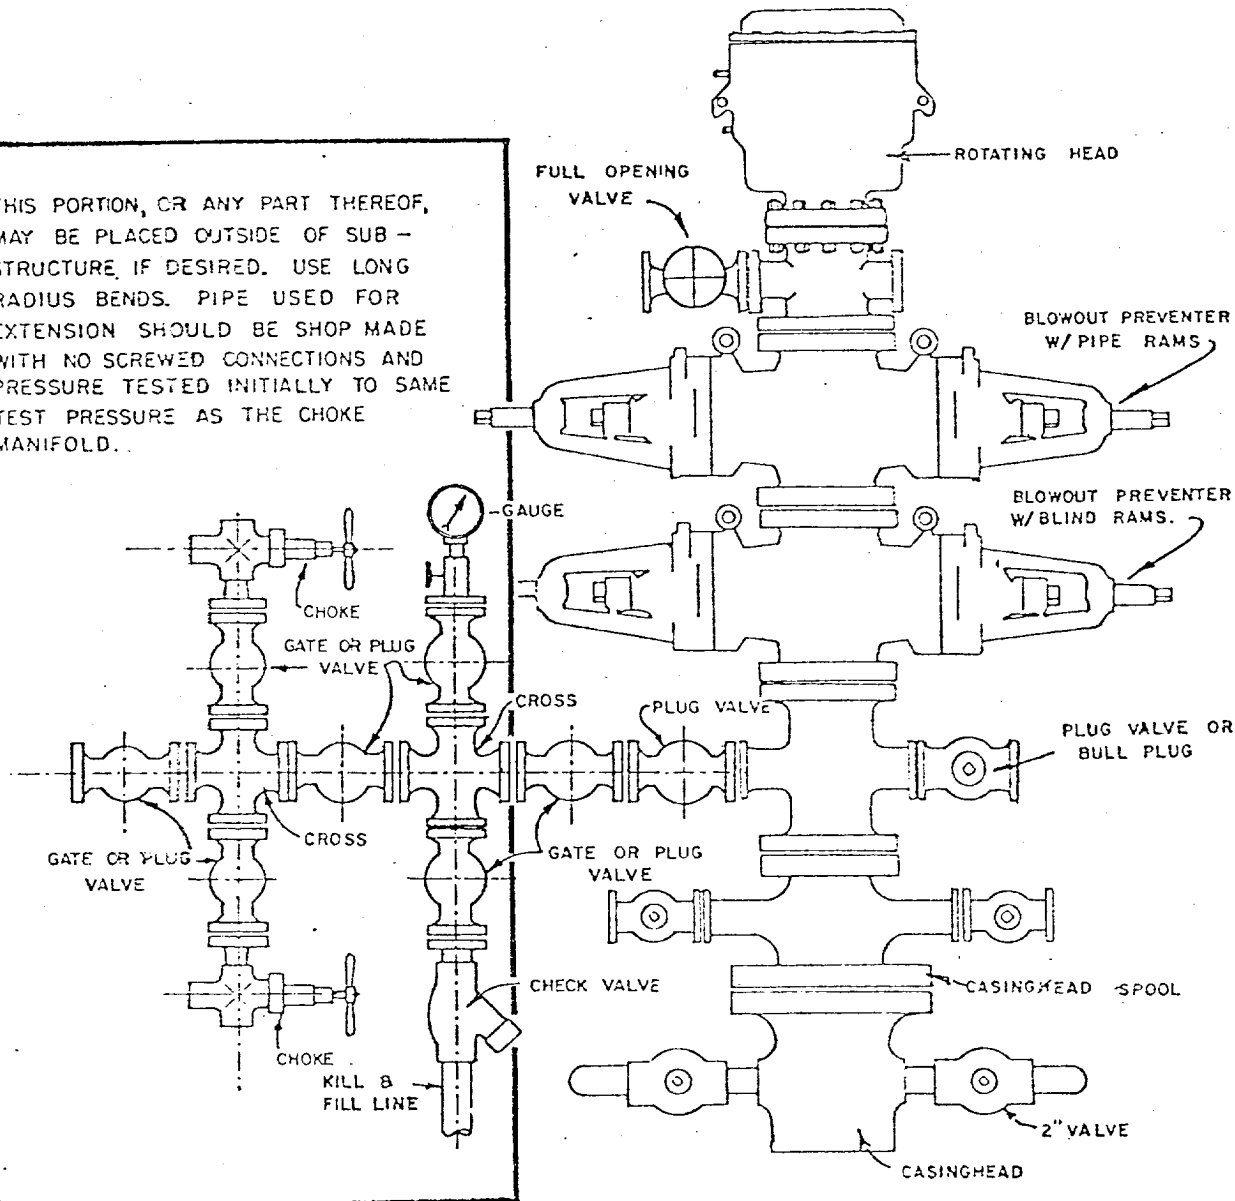 THIS PORTION, OR ANY PART THEREOF,
MAY BE PLACED OUTSIDE OF SUB-
STRUCTURE IF DESIRED. USE LONG
RADIUS BENDS. PIPE USED FOR
EXTENSION SHOULD BE SHOP MADE
WITH NO SCREWED CONNECTIONS AND
PRESSURE TESTED INITIALLY TO SAME
TEST PRESSURE AS THE CHOKE
MANIFOLD.
ROTATING HEAD
FULL OPENING
VALVE
BLOWOUT PREVENTER
W/ PIPE RAMS
BLOWOUT PREVENTER
W/BLIND RAMS.
GAUGE
CHOKE
GATE OR PLUG
VALVE
CROSS
PLUG VALVE
PLUG VALVE OR
BULL PLUG
CROSS
GATE OR PLUG
VALVE
GATE OR PLUG
VALVE
CHECK VALVE
CASINGHEAD SPOOL
CHOKE
KILL &
FILL LINE
2" VALVE
CASINGHEAD